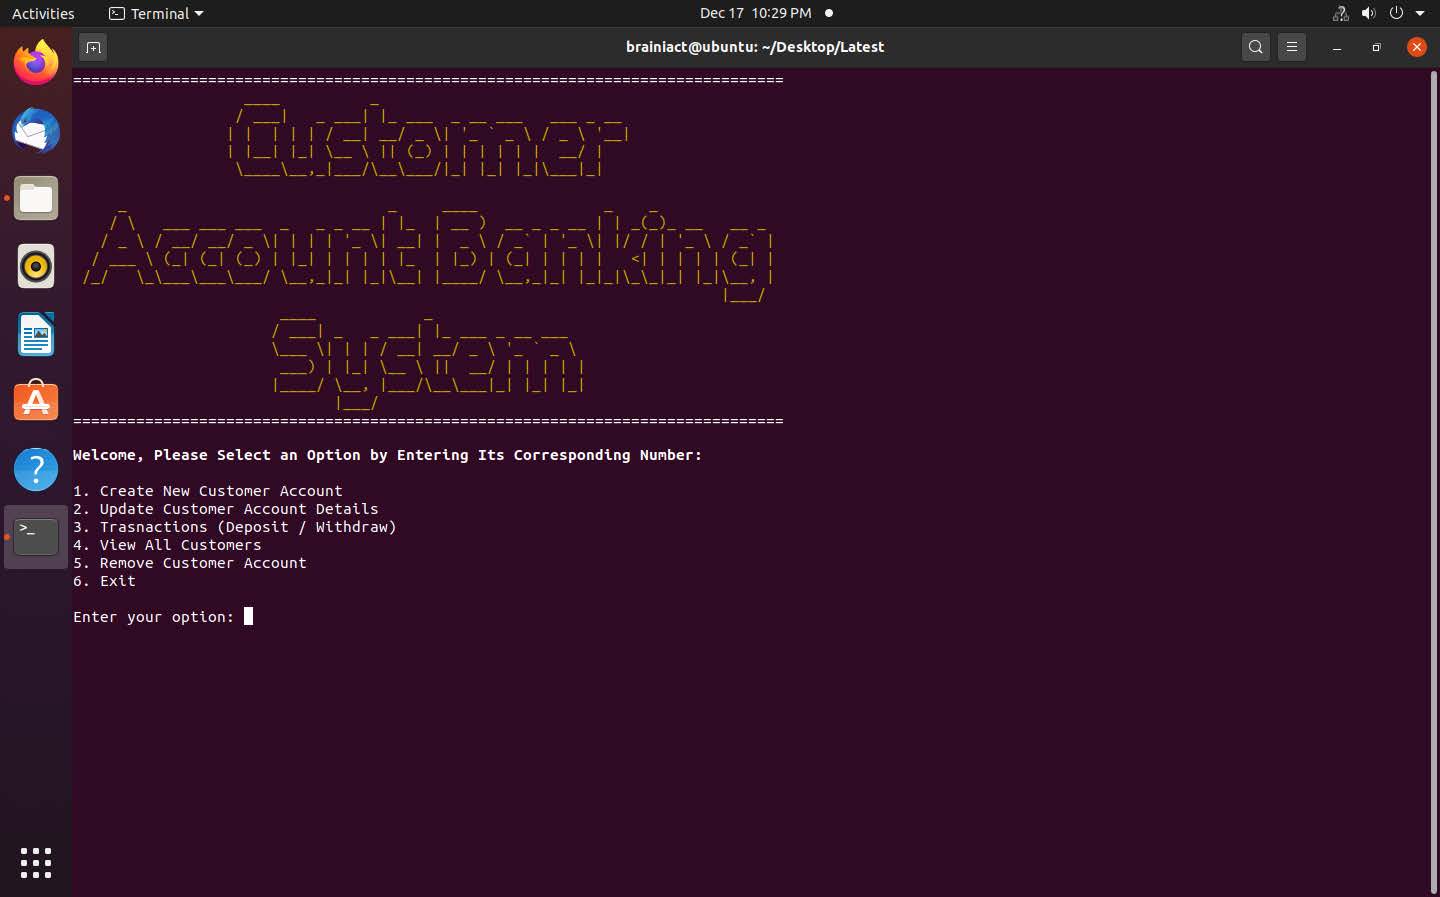 Activities
Terminal
Dec 17 10:29 PM
brainiact@ubuntu: ~/Desktop/Latest
Customer
Account Banking
System
Welcome, Please Select an Option by Entering Its Corresponding Number:
1. Create New Customer Account
2. Update Customer Account Details
3. Trasnactions (Deposit / Withdraw)
4. View All Customers
5. Remove Customer Account
6. Exit
Enter your option: